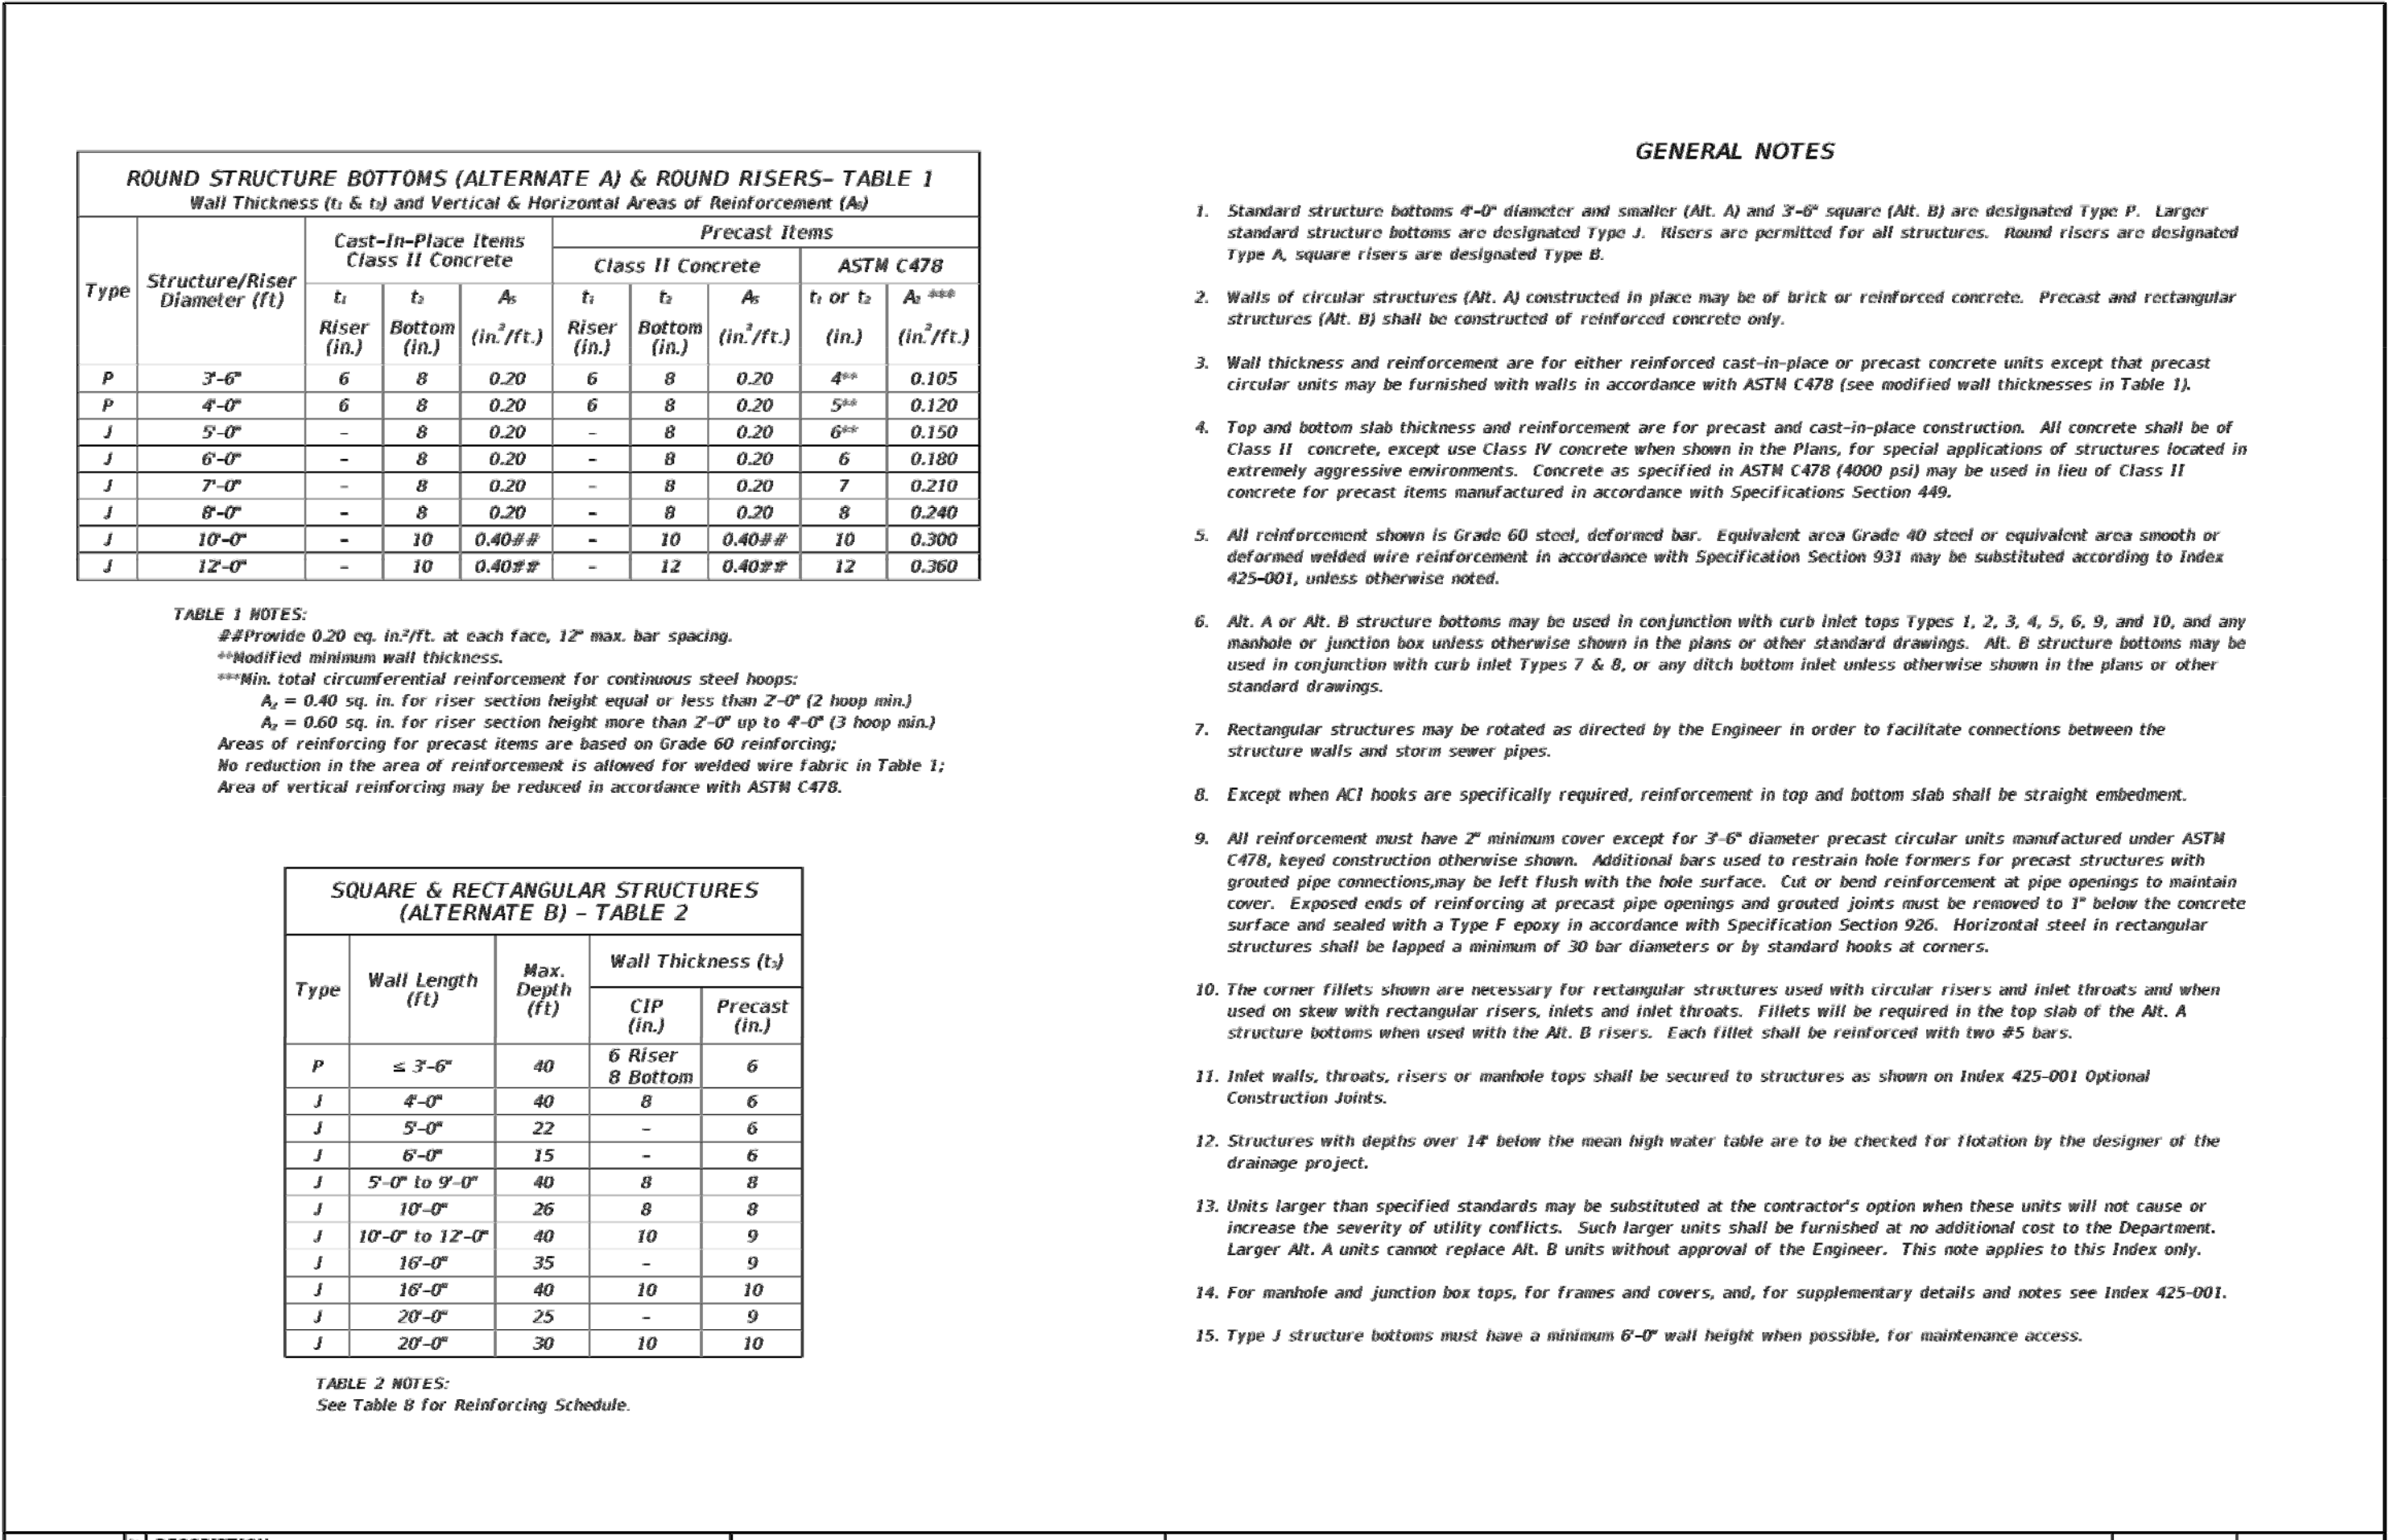 ROUND STRUCTURE BOTTOMS (ALTERNATE A) & ROUND RISERS– TABLE 1
Wall Thickness (t₁ & t₂) and Vertical & Horizontal Areas of Reinforcement (Aₛ)
Type
Structure/Riser Diameter (ft)
Cast–In–Place Items
Class II Concrete
Precast Items
Class II Concrete
ASTM C478
t₁ t₂ Aₛ t₁ t₂ Aₛ t₁ or t₂ A₂ ***
Riser (in.) Bottom (in.) (in.²/ft.) Riser (in.) Bottom (in.) (in.²/ft.) (in.) (in.²/ft.)
P 3'–6" 6 8 0.20 6 8 0.20 4** 0.105
P 4'–0" 6 8 0.20 6 8 0.20 5** 0.120
J 5'–0" – 8 0.20 – 8 0.20 6** 0.150
J 6'–0" – 8 0.20 – 8 0.20 6 0.180
J 7'–0" – 8 0.20 – 8 0.20 7 0.210
J 8'–0" – 8 0.20 – 8 0.20 8 0.240
J 10'–0" – 10 0.40## – 10 0.40## 10 0.300
J 12'–0" – 10 0.40## – 12 0.40## 12 0.360
TABLE 1 NOTES:
##Provide 0.20 eq. in.²/ft. at each face, 12" max. bar spacing.
**Modified minimum wall thickness.
***Min. total circumferential reinforcement for continuous steel hoops:
A₂ = 0.40 sq. in. for riser section height equal or less than 2'–0" (2 hoop min.)
A₂ = 0.60 sq. in. for riser section height more than 2'–0" up to 4'–0" (3 hoop min.)
Areas of reinforcing for precast items are based on Grade 60 reinforcing;
No reduction in the area of reinforcement is allowed for welded wire fabric in Table 1;
Area of vertical reinforcing may be reduced in accordance with ASTM C478.
SQUARE & RECTANGULAR STRUCTURES
(ALTERNATE B) – TABLE 2
Type
Wall Length (ft)
Max. Depth (ft)
Wall Thickness (t₃)
CIP (in.) Precast (in.)
P ≤ 3'–6" 40 6 Riser 8 Bottom 6
J 4'–0" 40 8 6
J 5'–0" 22 – 6
J 6'–0" 15 – 6
J 5'–0" to 9'–0" 40 8 8
J 10'–0" 26 8 8
J 10'–0" to 12'–0" 40 10 9
J 16'–0" 35 – 9
J 16'–0" 40 10 10
J 20'–0" 25 – 9
J 20'–0" 30 10 10
TABLE 2 NOTES:
See Table 8 for Reinforcing Schedule.
GENERAL NOTES
1. Standard structure bottoms 4'–0" diameter and smaller (Alt. A) and 3'–6" square (Alt. B) are designated Type P. Larger
standard structure bottoms are designated Type J. Risers are permitted for all structures. Round risers are designated
Type A, square risers are designated Type B.
2. Walls of circular structures (Alt. A) constructed in place may be of brick or reinforced concrete. Precast and rectangular
structures (Alt. B) shall be constructed of reinforced concrete only.
3. Wall thickness and reinforcement are for either reinforced cast–in–place or precast concrete units except that precast
circular units may be furnished with walls in accordance with ASTM C478 (see modified wall thicknesses in Table 1).
4. Top and bottom slab thickness and reinforcement are for precast and cast–in–place construction. All concrete shall be of
Class II concrete, except use Class IV concrete when shown in the Plans, for special applications of structures located in
extremely aggressive environments. Concrete as specified in ASTM C478 (4000 psi) may be used in lieu of Class II
concrete for precast items manufactured in accordance with Specifications Section 449.
5. All reinforcement shown is Grade 60 steel, deformed bar. Equivalent area Grade 40 steel or equivalent area smooth or
deformed welded wire reinforcement in accordance with Specification Section 931 may be substituted according to Index
425–001, unless otherwise noted.
6. Alt. A or Alt. B structure bottoms may be used in conjunction with curb inlet tops Types 1, 2, 3, 4, 5, 6, 9, and 10, and any
manhole or junction box unless otherwise shown in the plans or other standard drawings. Alt. B structure bottoms may be
used in conjunction with curb inlet Types 7 & 8, or any ditch bottom inlet unless otherwise shown in the plans or other
standard drawings.
7. Rectangular structures may be rotated as directed by the Engineer in order to facilitate connections between the
structure walls and storm sewer pipes.
8. Except when ACI hooks are specifically required, reinforcement in top and bottom slab shall be straight embedment.
9. All reinforcement must have 2" minimum cover except for 3'–6" diameter precast circular units manufactured under ASTM
C478, keyed construction otherwise shown. Additional bars used to restrain hole formers for precast structures with
grouted pipe connections,may be left flush with the hole surface. Cut or bend reinforcement at pipe openings to maintain
cover. Exposed ends of reinforcing at precast pipe openings and grouted joints must be removed to 1" below the concrete
surface and sealed with a Type F epoxy in accordance with Specification Section 926. Horizontal steel in rectangular
structures shall be lapped a minimum of 30 bar diameters or by standard hooks at corners.
10. The corner fillets shown are necessary for rectangular structures used with circular risers and inlet throats and when
used on skew with rectangular risers, inlets and inlet throats. Fillets will be required in the top slab of the Alt. A
structure bottoms when used with the Alt. B risers. Each fillet shall be reinforced with two #5 bars.
11. Inlet walls, throats, risers or manhole tops shall be secured to structures as shown on Index 425–001 Optional
Construction Joints.
12. Structures with depths over 14' below the mean high water table are to be checked for flotation by the designer of the
drainage project.
13. Units larger than specified standards may be substituted at the contractor's option when these units will not cause or
increase the severity of utility conflicts. Such larger units shall be furnished at no additional cost to the Department.
Larger Alt. A units cannot replace Alt. B units without approval of the Engineer. This note applies to this Index only.
14. For manhole and junction box tops, for frames and covers, and, for supplementary details and notes see Index 425–001.
15. Type J structure bottoms must have a minimum 6'–0" wall height when possible, for maintenance access.